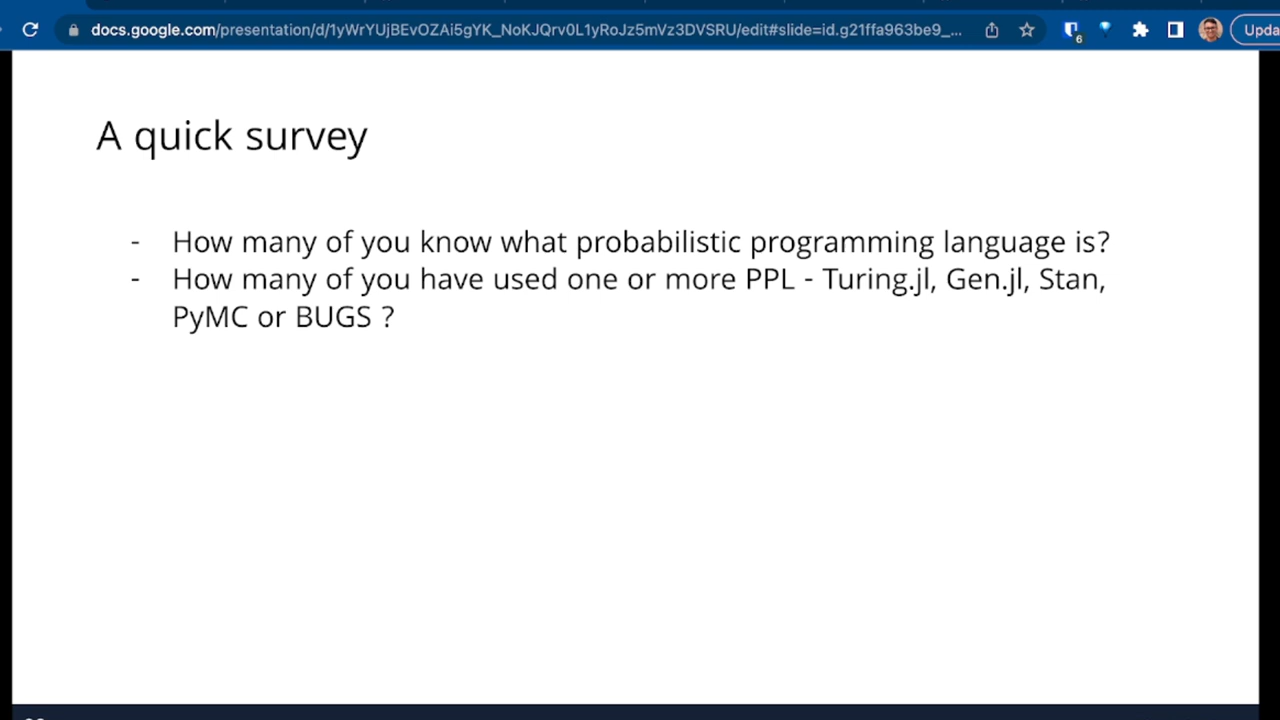 docs.google.com/presentation/d/1yWrYUjBEvOZAi5gYK_NoKJQrv0L1yRoJz5mVz3DVSRU/edit#slide=id.g21ffa963be9_...
6
Upda
A quick survey
- How many of you know what probabilistic programming language is?
- How many of you have used one or more PPL - Turing.jl, Gen.jl, Stan,
PyMC or BUGS ?